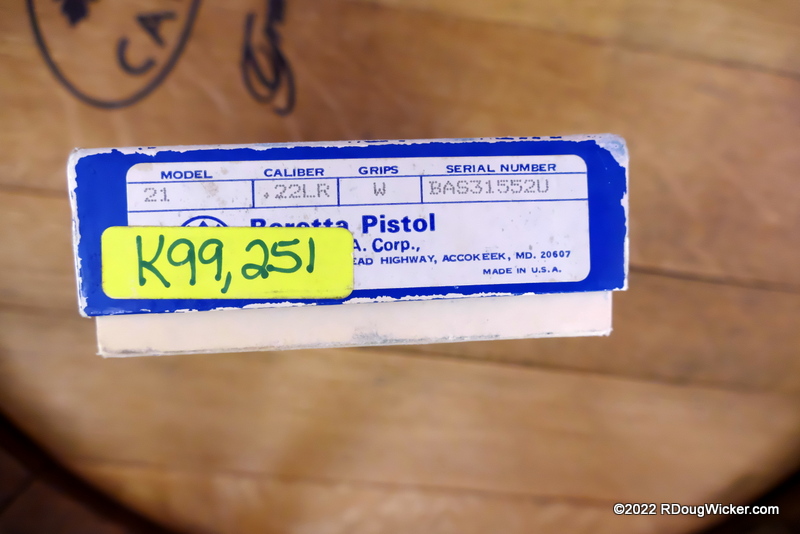 CA
MODEL CALIBER GRIPS SERIAL NUMBER
21 .22LR W BAS31552U
Beretta Pistol
A. Corp.,
EAD HIGHWAY, ACCOKEEK, MD. 20607
MADE IN U.S.A.
K99,251
©2022 RDougWicker.com